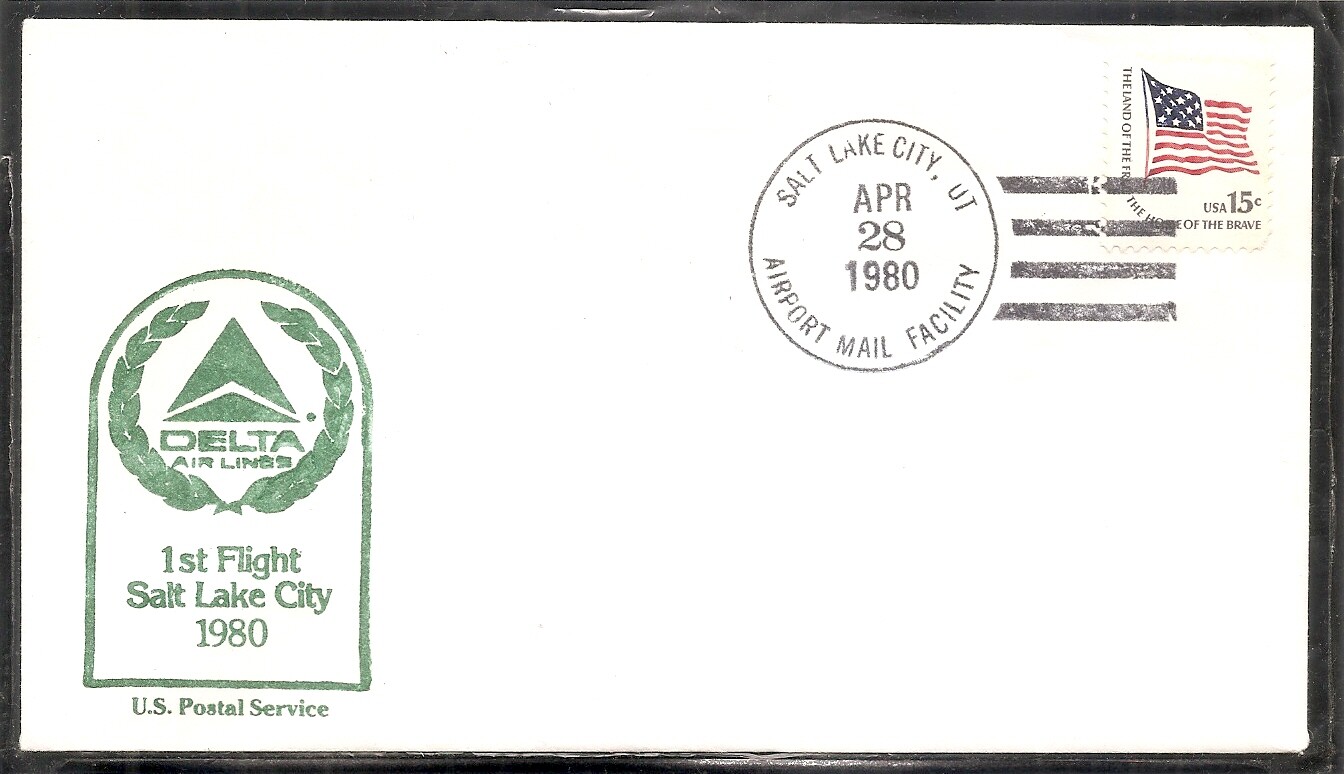 THE LAND OF THE FR
THE HO E OF THE BRAVE
USA 15c
SALT LAKE CITY, UT
APR
28
1980
AIRPORT MAIL FACILITY
DELTA
AIR LINES
1st Flight
Salt Lake City
1980
U.S. Postal Service